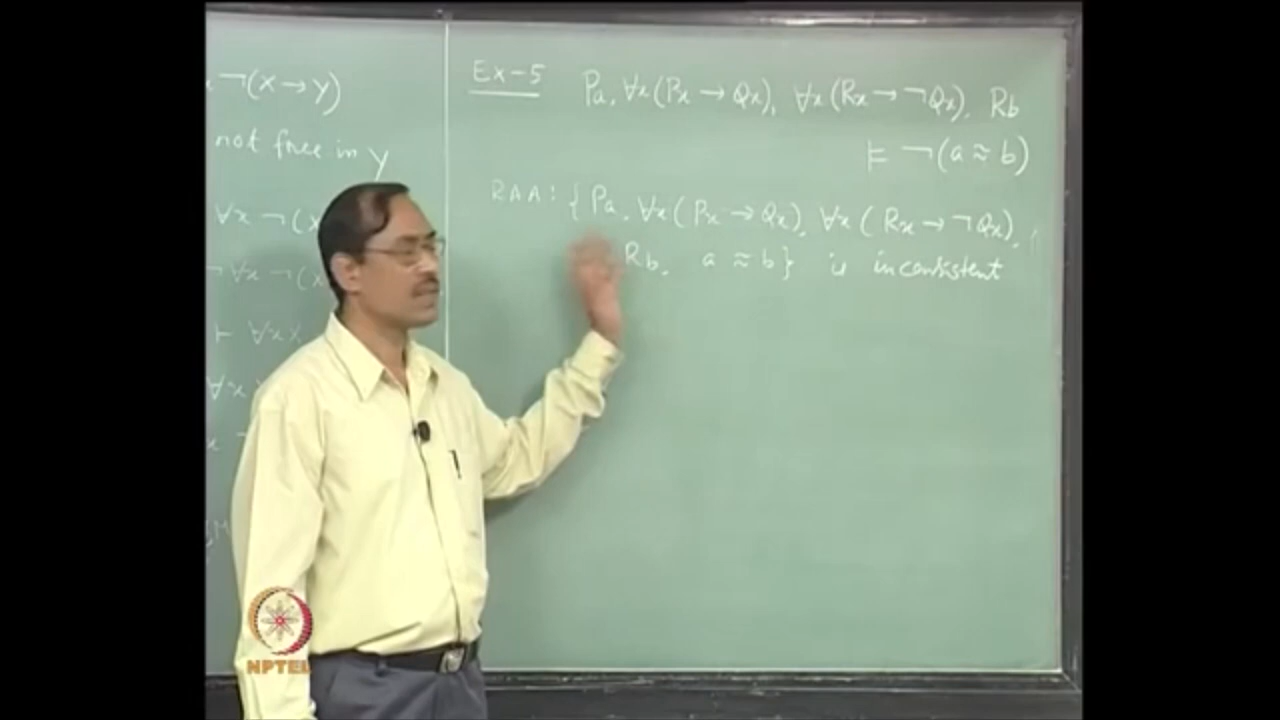 ¬(X→Y)
not free in Y
∀x ¬(x
∀x ¬(x
⊢ ∀xX
∀x
Ex-5 Pa, ∀x(Px → Qx), ∀x(Rx → ¬Qx), Rb
⊨ ¬(a ≈ b)
RAA: {Pa, ∀x(Px → Qx), ∀x(Rx → ¬Qx),
Rb, a ≈ b} is inconsistent
NPTEL